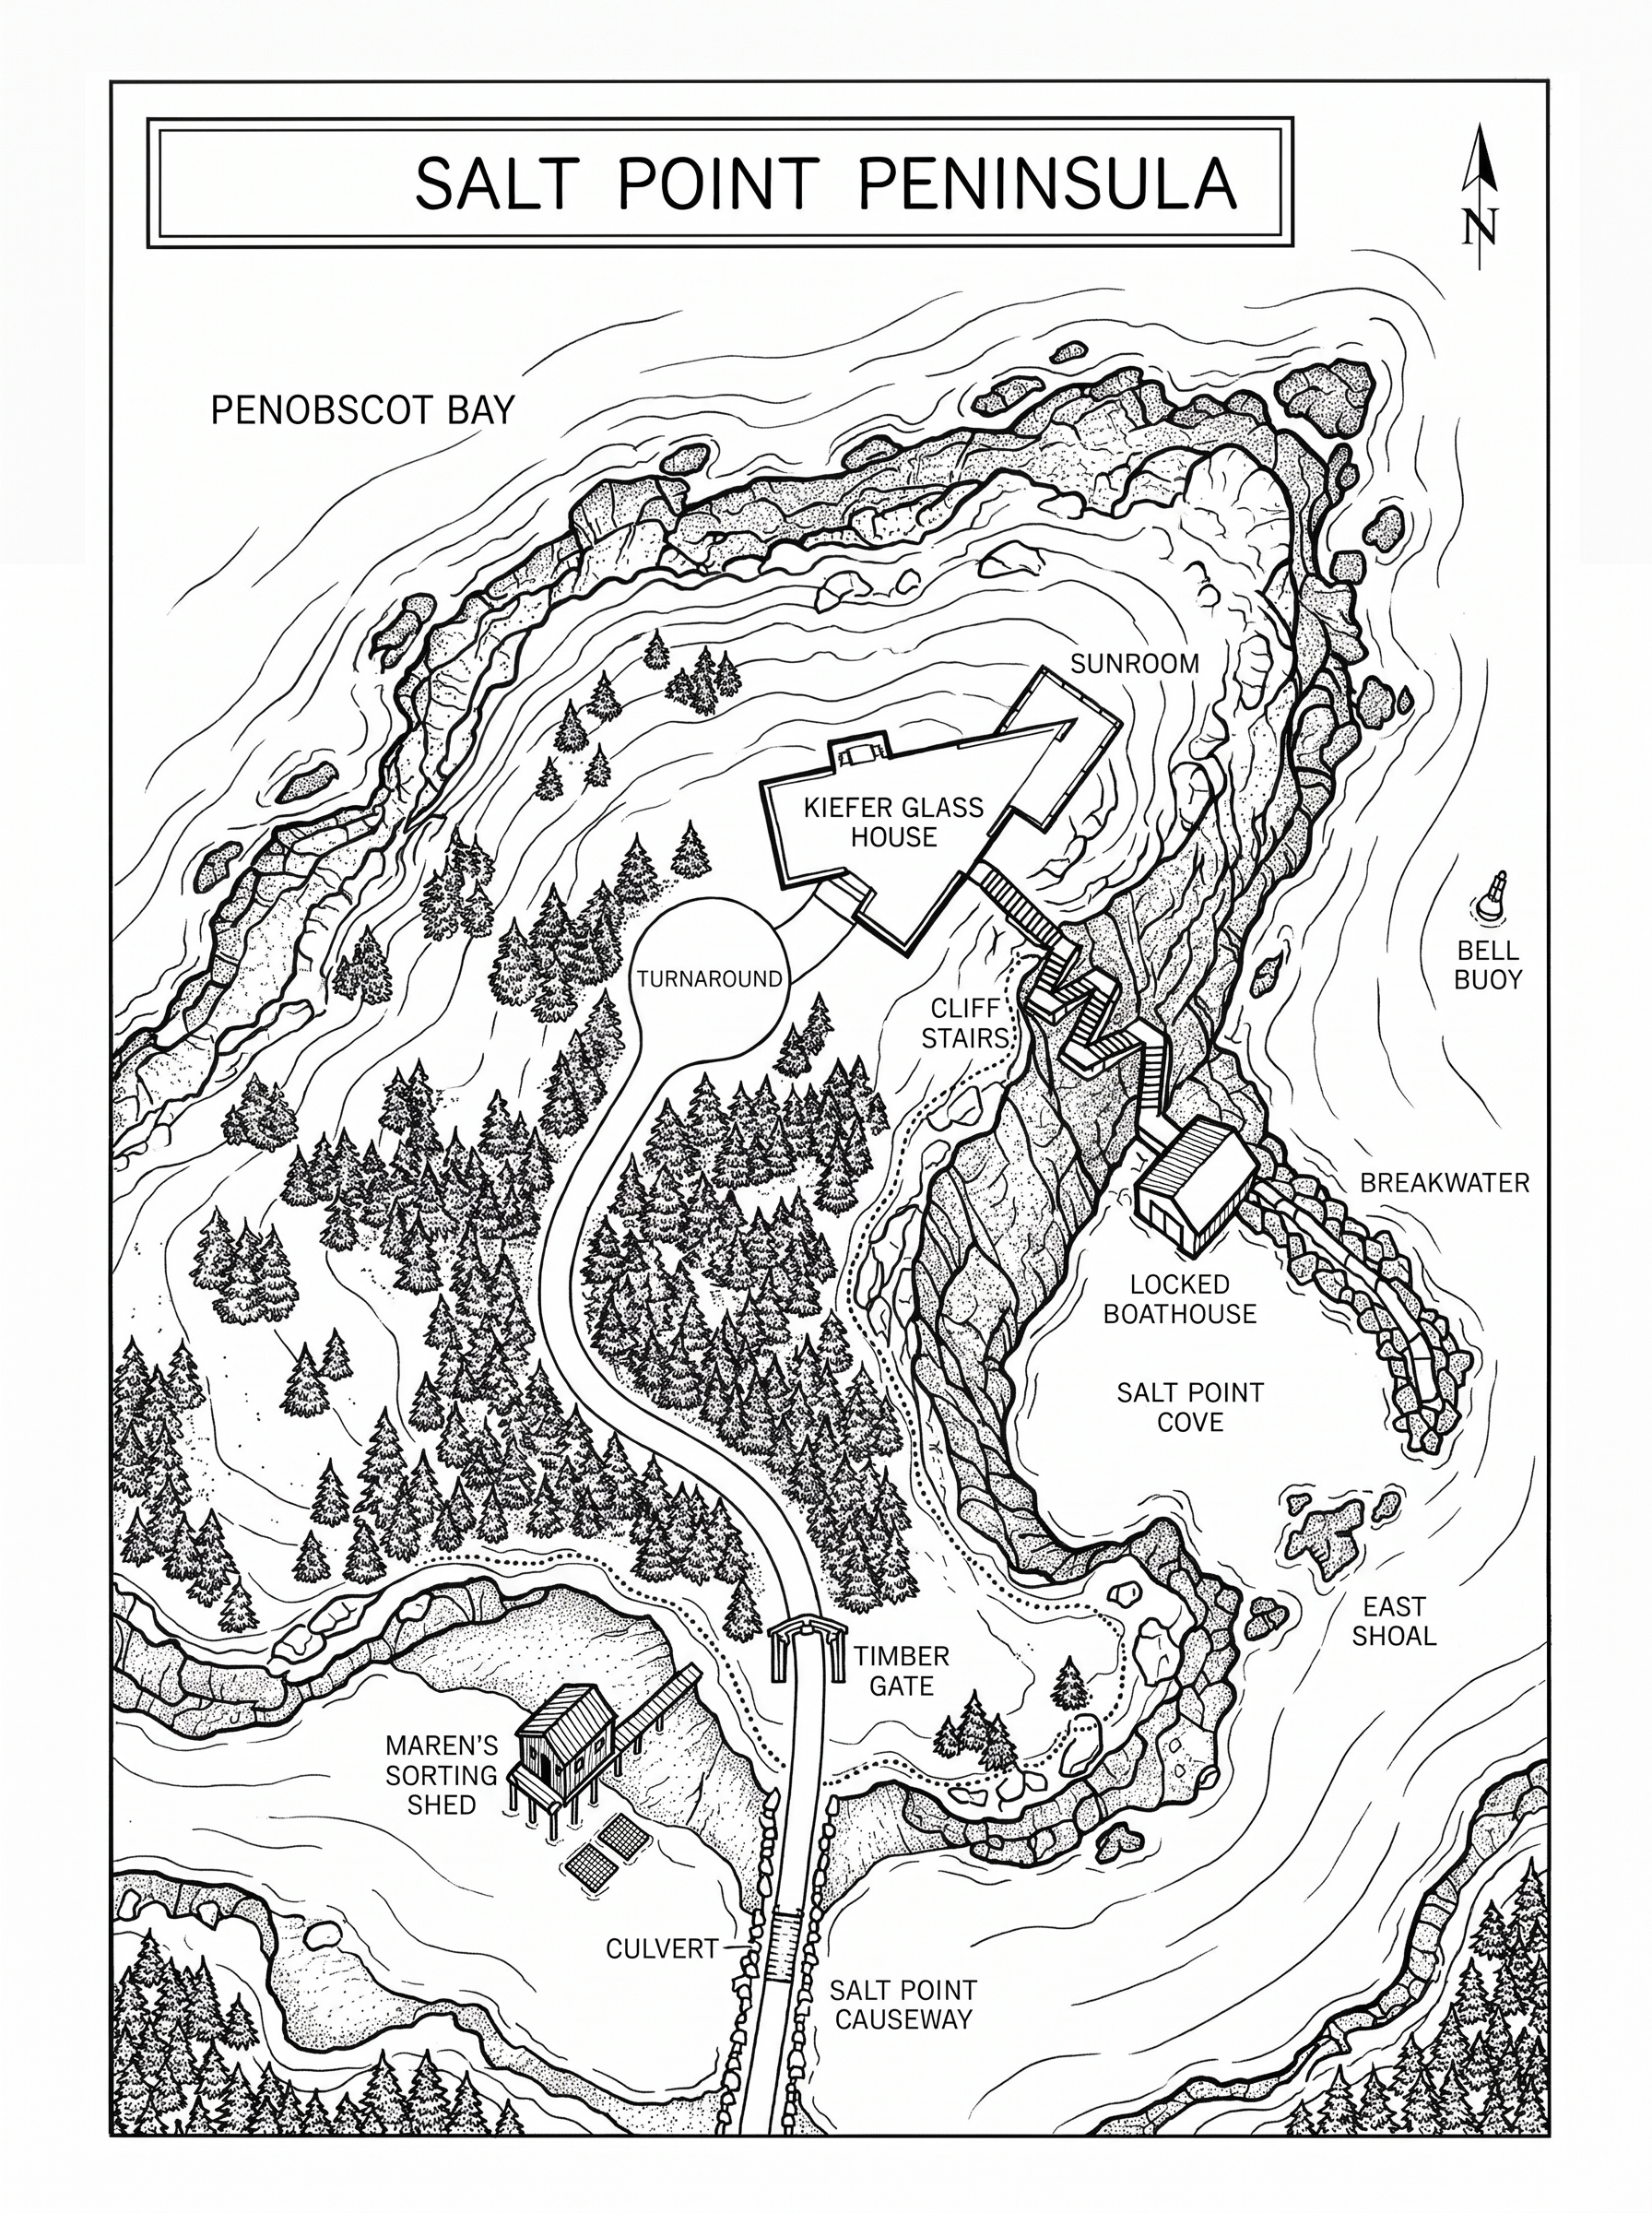 SALT POINT PENINSULA
N
PENOBSCOT BAY
SUNROOM
KIEFER GLASS
HOUSE
TURNAROUND
BELL
BUOY
CLIFF
STAIRS
BREAKWATER
LOCKED
BOATHOUSE
SALT POINT
COVE
EAST
SHOAL
TIMBER
GATE
MAREN'S
SORTING
SHED
CULVERT
SALT POINT
CAUSEWAY